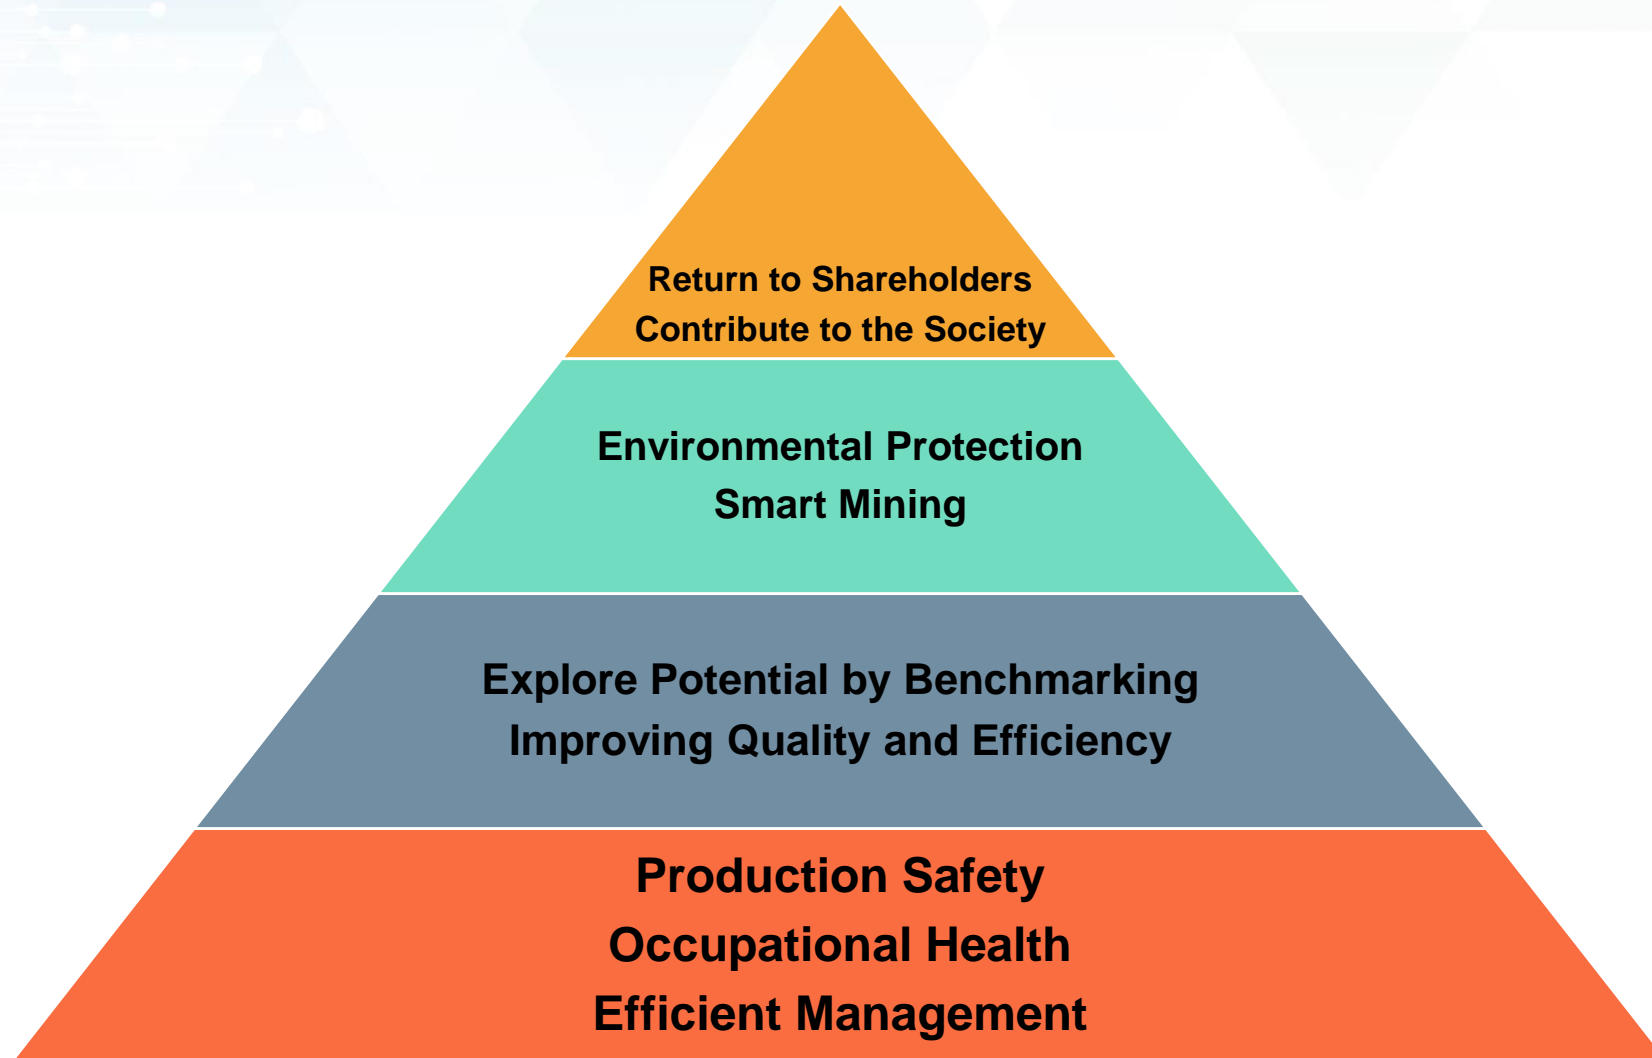 Return to Shareholders
Contribute to the Society
Environmental Protection
Smart Mining
Explore Potential by Benchmarking
Improving Quality and Efficiency
Production Safety
Occupational Health
Efficient Management